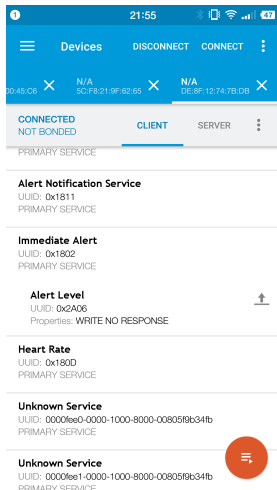 21:55
47
Devices
DISCONNECT
CONNECT
00:45:C6
N/A
5C:F8:21:9F:62:65
N/A
DE:8F:12:74:7B:DB
CONNECTED
NOT BONDED
CLIENT
SERVER
PRIMARY SERVICE
Alert Notification Service
UUID: 0x1811
PRIMARY SERVICE
Immediate Alert
UUID: 0x1802
PRIMARY SERVICE
Alert Level
UUID: 0x2A06
Properties: WRITE NO RESPONSE
Heart Rate
UUID: 0x180D
PRIMARY SERVICE
Unknown Service
UUID: 0000fee0-0000-1000-8000-00805f9b34fb
PRIMARY SERVICE
Unknown Service
UUID: 0000fee1-0000-1000-8000-00805f9b34fb
PRIMARY SERVICE